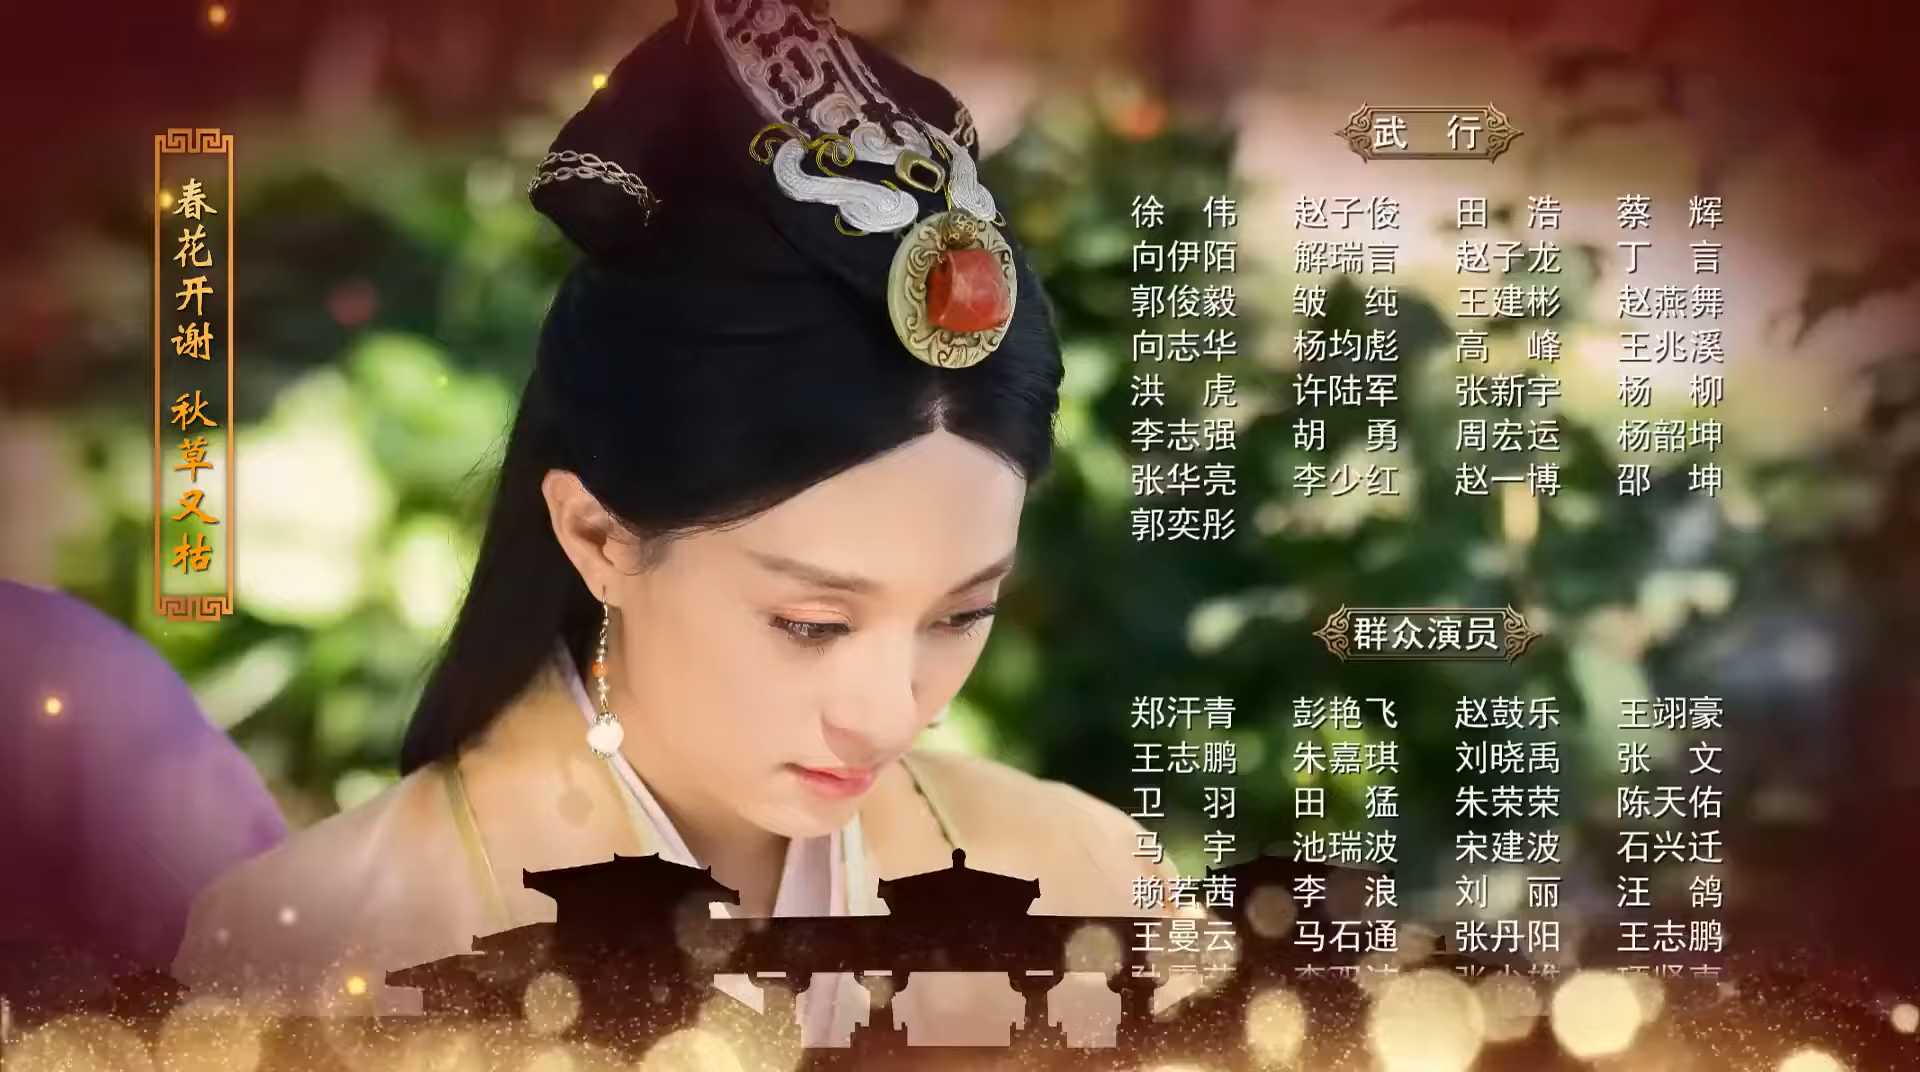 春花开谢 秋草又枯
武 行
徐 伟 赵子俊 田 浩 蔡 辉
向伊陌 解瑞言 赵子龙 丁 言
郭俊毅 皱 纯 王建彬 赵燕舞
向志华 杨均彪 高 峰 王兆溪
洪 虎 许陆军 张新宇 杨 柳
李志强 胡 勇 周宏运 杨韶坤
张华亮 李少红 赵一博 邵 坤
郭奕彤
群众演员
郑汗青 彭艳飞 赵鼓乐 王翊豪
王志鹏 朱嘉琪 刘晓禹 张 文
卫 羽 田 猛 朱荣荣 陈天佑
马 宇 池瑞波 宋建波 石兴迁
赖若茜 李 浪 刘 丽 汪 鸽
王曼云 马石通 张丹阳 王志鹏